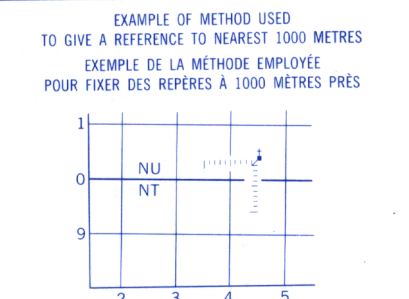 EXAMPLE OF METHOD USED
TO GIVE A REFERENCE TO NEAREST 1000 METRES
EXEMPLE DE LA MÉTHODE EMPLOYÉE
POUR FIXER DES REPÈRES À 1000 MÈTRES PRÈS
1
NU
0
NT
9
2 3 4 5